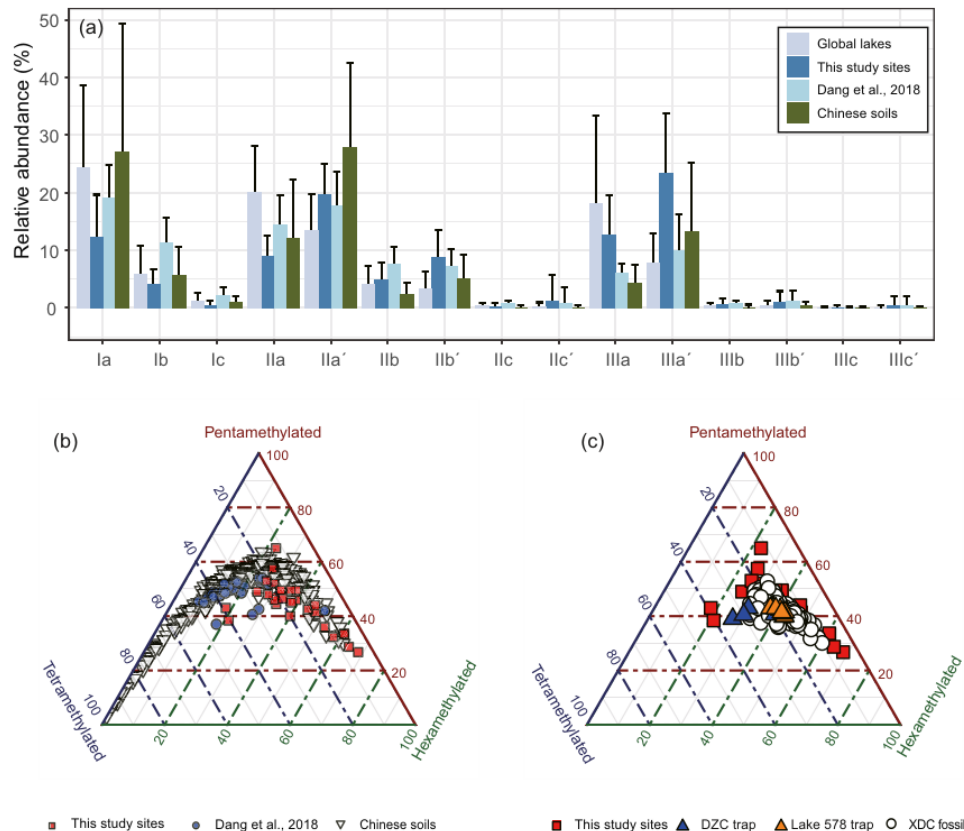 (a)
Relative abundance (%)
50
40
30
20
10
0
Global lakes
This study sites
Dang et al., 2018
Chinese soils
Ia Ib Ic IIa IIa´ IIb IIb´ IIc IIc´ IIIa IIIa´ IIIb IIIb´ IIIc IIIc´
(b)
Pentamethylated
100
80
60
40
20
20
40
60
80
100
Tetramethylated
20
40
60
80
100
Hexamethylated
This study sites Dang et al., 2018 Chinese soils
(c)
Pentamethylated
100
80
60
40
20
20
40
60
80
100
Tetramethylated
20
40
60
80
100
Hexamethylated
This study sites DZC trap Lake 578 trap XDC fossil